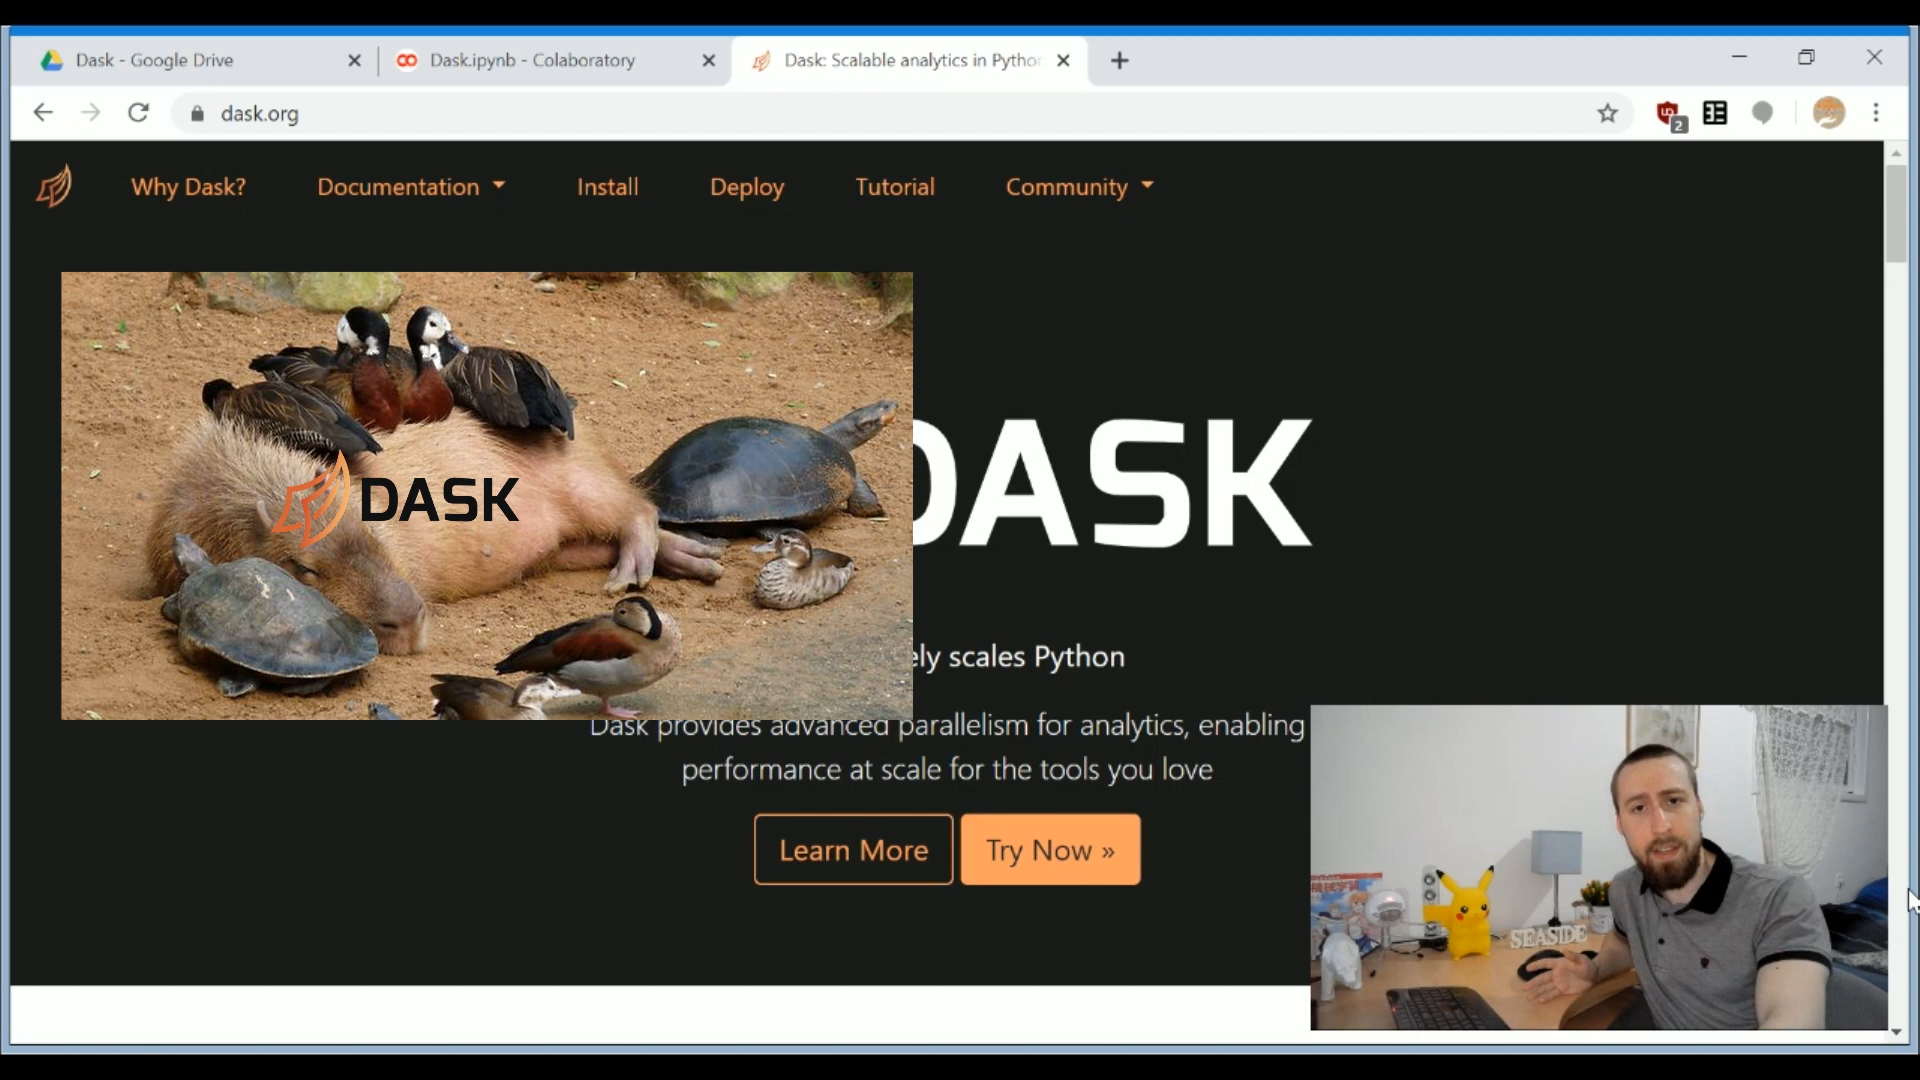 Dask - Google Drive
Dask.ipynb - Colaboratory
Dask: Scalable analytics in Python
dask.org
2
Why Dask?
Documentation
Install
Deploy
Tutorial
Community
DASK
DASK
ely scales Python
Dask provides advanced parallelism for analytics, enabling
performance at scale for the tools you love
Learn More
Try Now »
SEASIDE